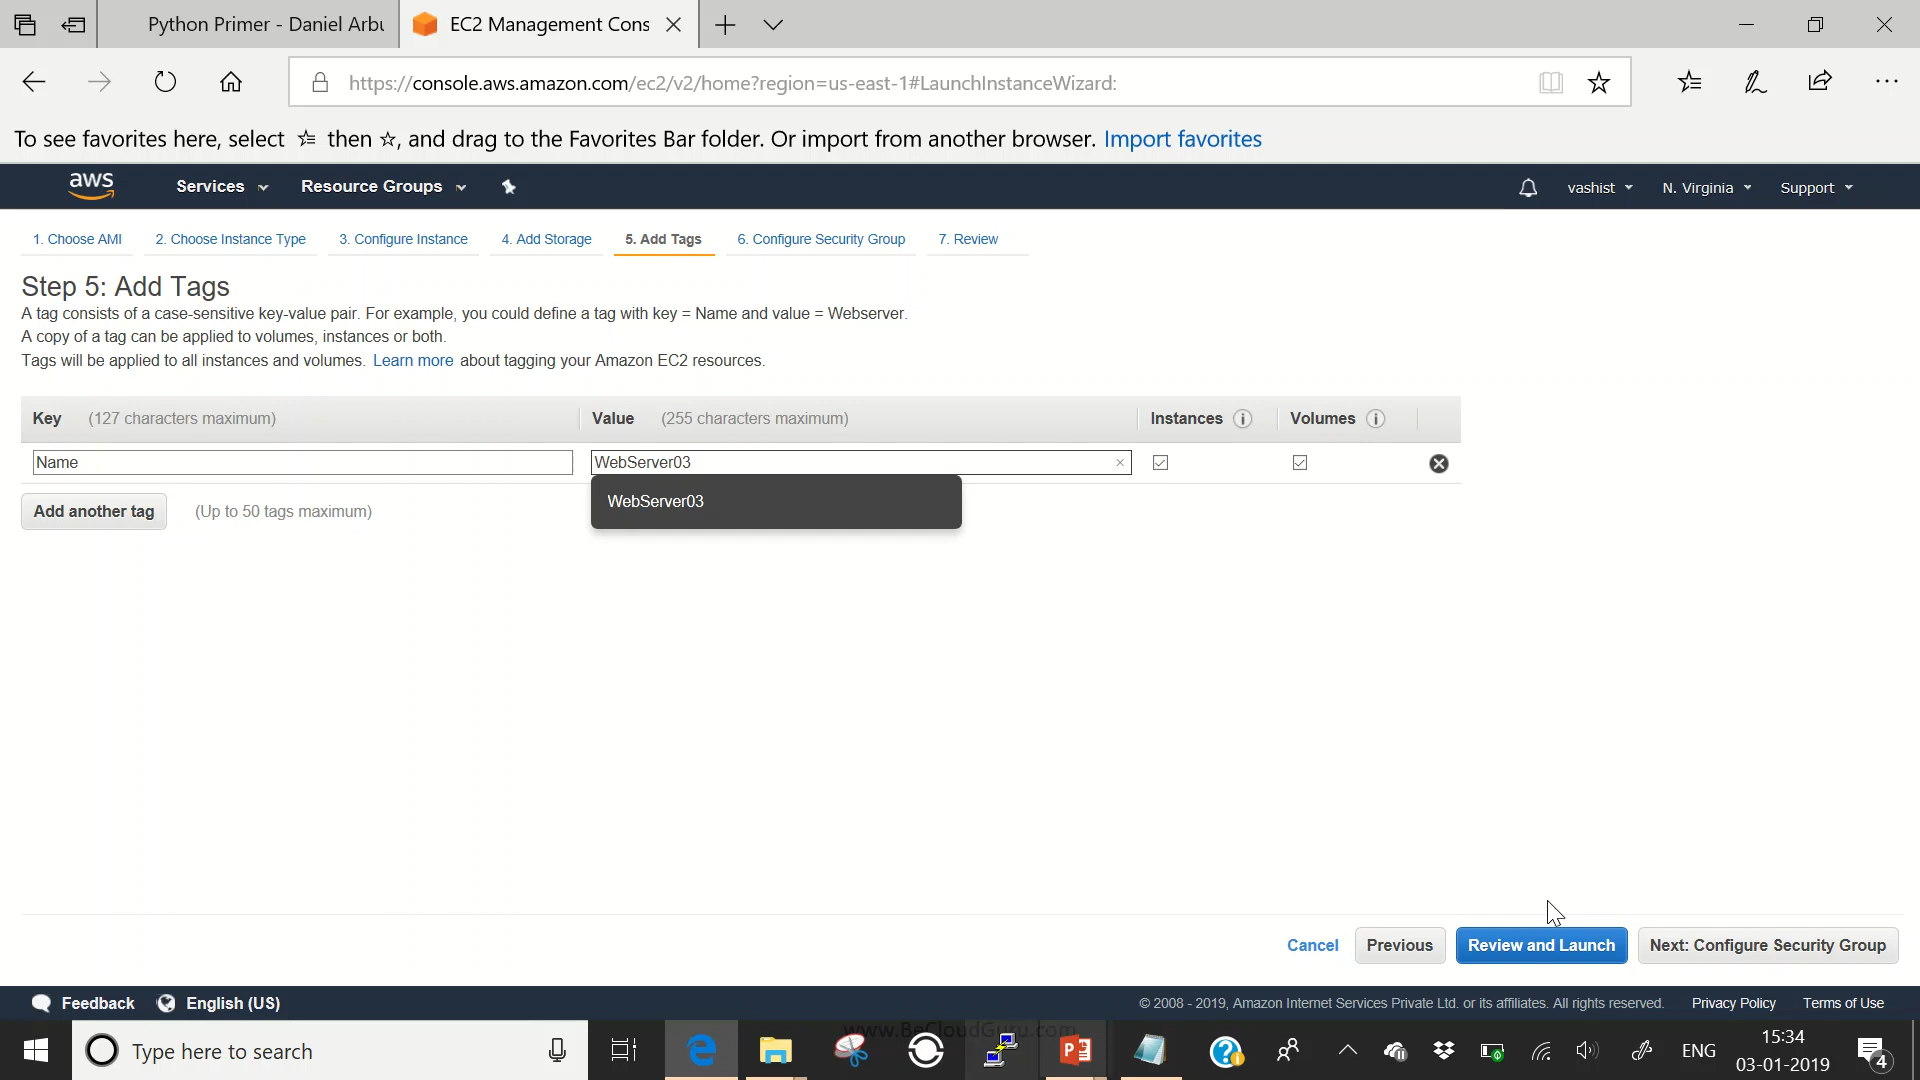 Python Primer - Daniel Arbu
EC2 Management Cons
https://console.aws.amazon.com/ec2/v2/home?region=us-east-1#LaunchInstanceWizard:
To see favorites here, select then , and drag to the Favorites Bar folder. Or import from another browser. Import favorites
aws Services Resource Groups vashist N. Virginia Support
1. Choose AMI 2. Choose Instance Type 3. Configure Instance 4. Add Storage 5. Add Tags 6. Configure Security Group 7. Review
Step 5: Add Tags
A tag consists of a case-sensitive key-value pair. For example, you could define a tag with key = Name and value = Webserver.
A copy of a tag can be applied to volumes, instances or both.
Tags will be applied to all instances and volumes. Learn more about tagging your Amazon EC2 resources.
Key (127 characters maximum) Value (255 characters maximum) Instances Volumes
Name WebServer03
WebServer03
Add another tag (Up to 50 tags maximum)
Cancel Previous Review and Launch Next: Configure Security Group
Feedback English (US) © 2008 - 2019, Amazon Internet Services Private Ltd. or its affiliates. All rights reserved. Privacy Policy Terms of Use
www.BeCloudGuru.com
Type here to search
ENG
15:34
03-01-2019
4